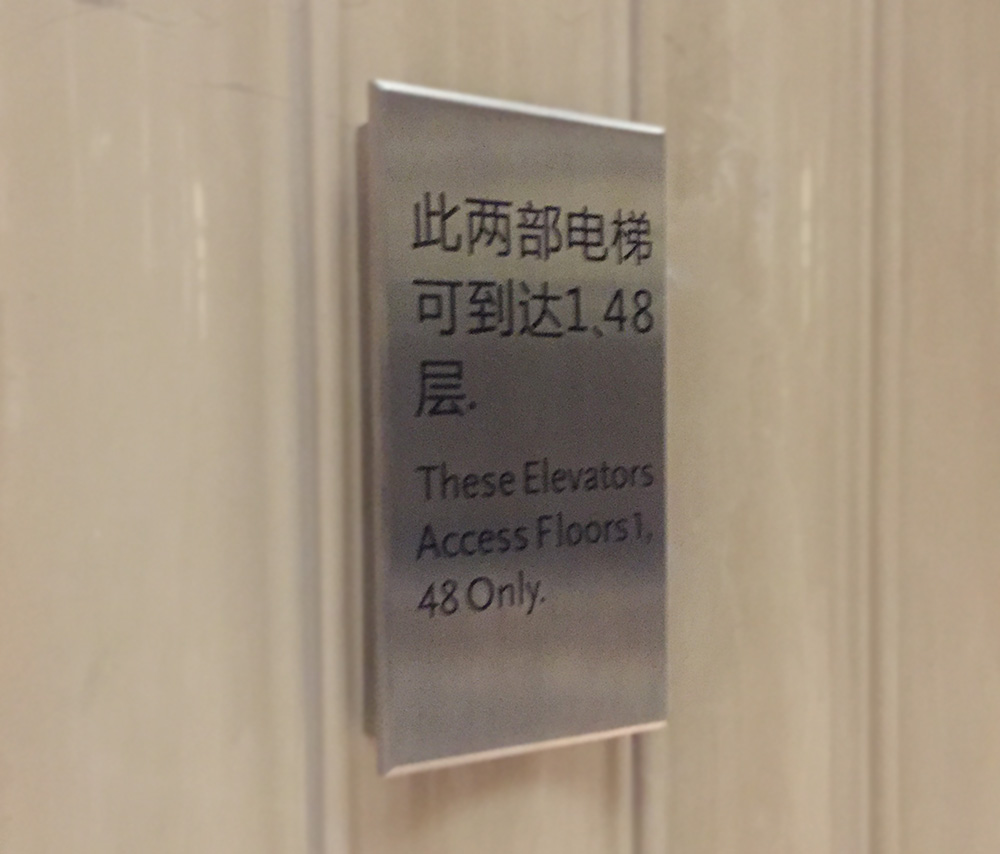 此两部电梯
可到达1、48
层.
These Elevators
Access Floors 1,
48 Only.